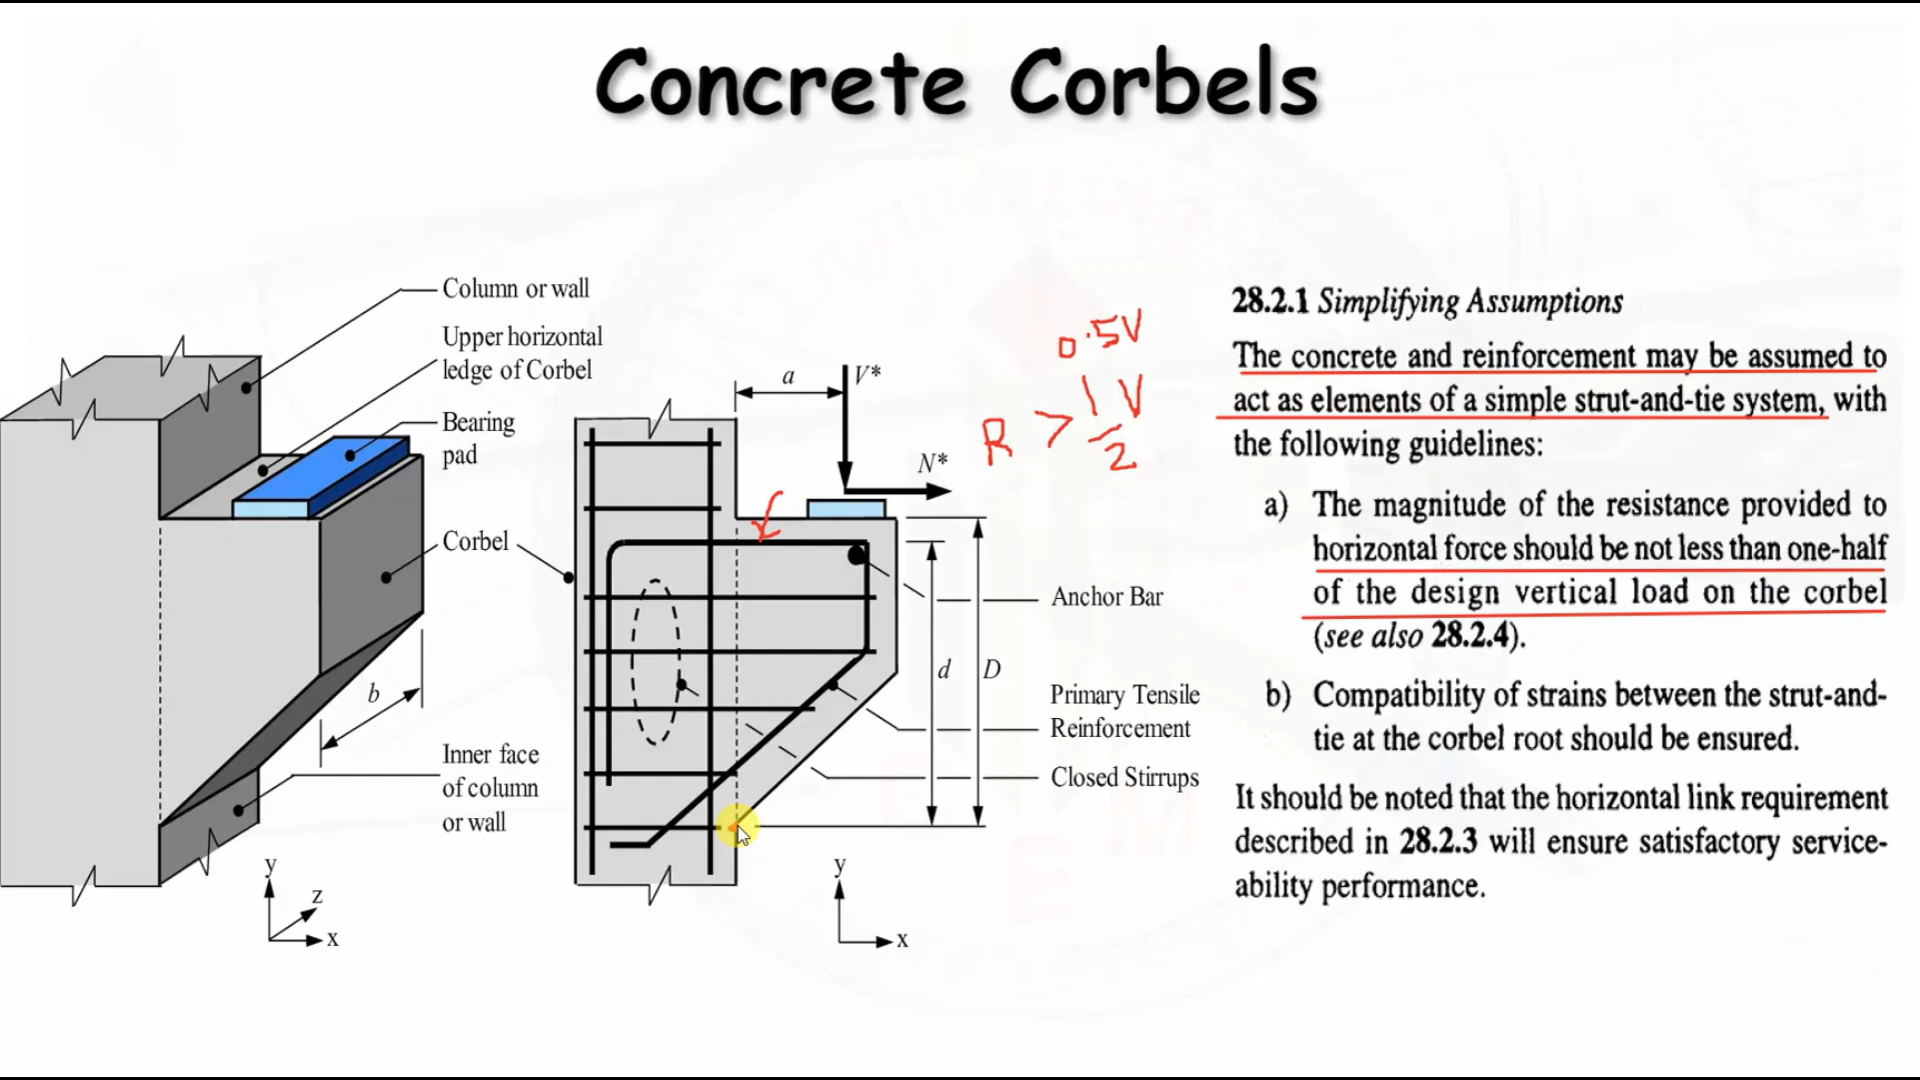 Concrete Corbels
Column or wall
Upper horizontal
ledge of Corbel
Bearing
pad
Corbel
b
Inner face
of column
or wall
y
z
x
a
V*
N*
d
D
Anchor Bar
Primary Tensile
Reinforcement
Closed Stirrups
y
x
0.5V
R > 1/2 V
28.2.1 Simplifying Assumptions
The concrete and reinforcement may be assumed to
act as elements of a simple strut-and-tie system, with
the following guidelines:
a) The magnitude of the resistance provided to
horizontal force should be not less than one-half
of the design vertical load on the corbel
(see also 28.2.4).
b) Compatibility of strains between the strut-and-
tie at the corbel root should be ensured.
It should be noted that the horizontal link requirement
described in 28.2.3 will ensure satisfactory service-
ability performance.